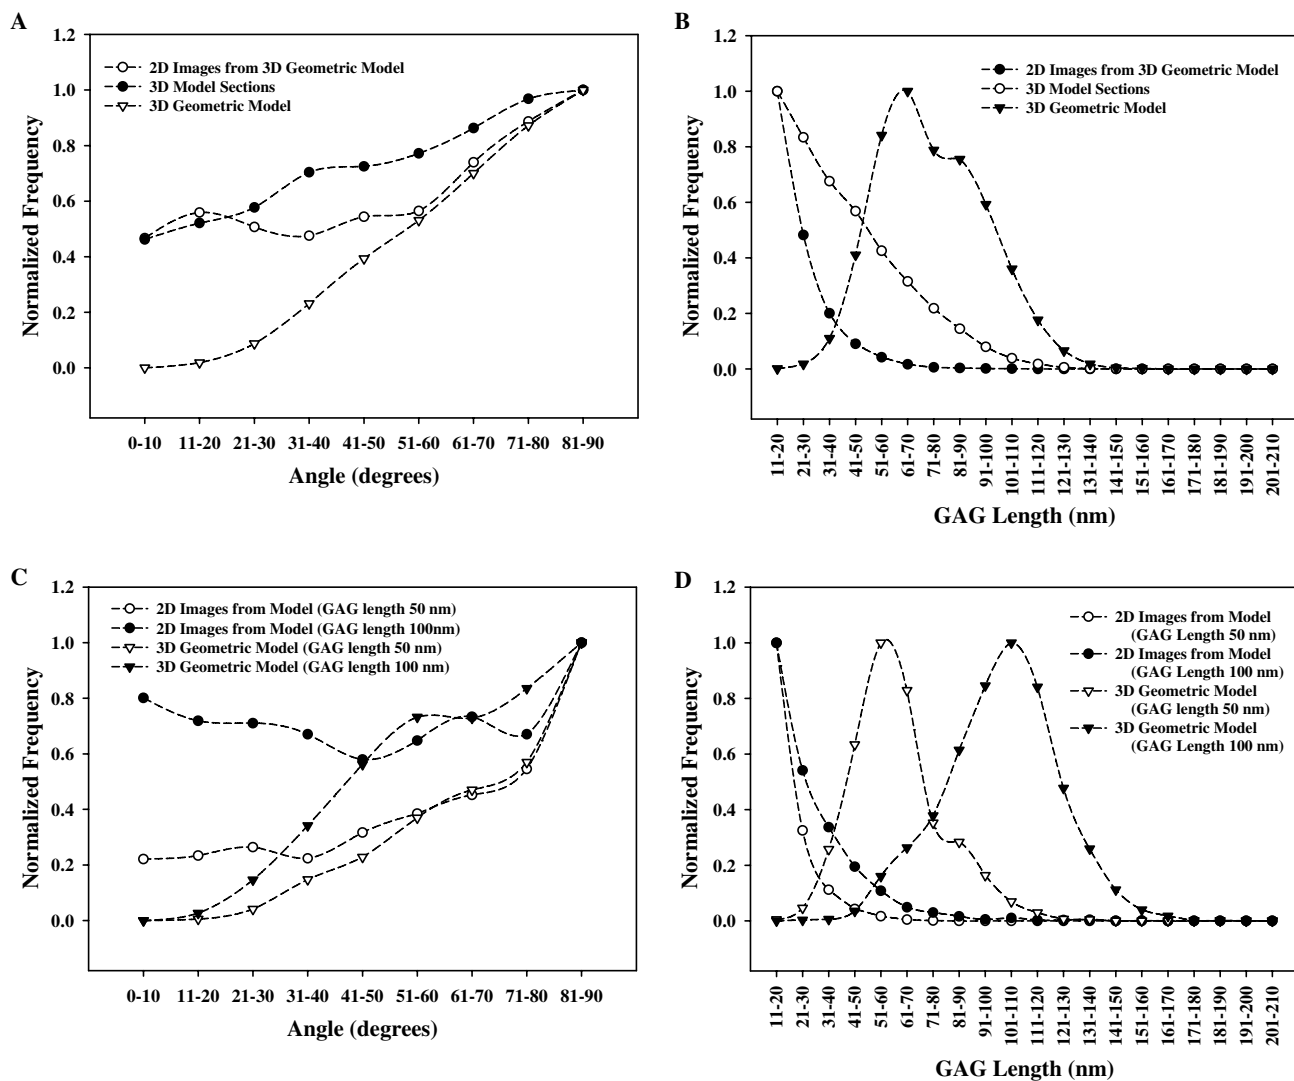 A
1.2
1.0
0.8
0.6
0.4
0.2
0.0
Normalized Frequency
2D Images from 3D Geometric Model
3D Model Sections
3D Geometric Model
0-10 11-20 21-30 31-40 41-50 51-60 61-70 71-80 81-90
Angle (degrees)
B
1.2
1.0
0.8
0.6
0.4
0.2
0.0
Normalized Frequency
2D Images from 3D Geometric Model
3D Model Sections
3D Geometric Model
11-20
21-30
31-40
41-50
51-60
61-70
71-80
81-90
91-100
101-110
111-120
121-130
131-140
141-150
151-160
161-170
171-180
181-190
191-200
201-210
GAG Length (nm)
C
1.2
1.0
0.8
0.6
0.4
0.2
0.0
Normalized Frequency
2D Images from Model (GAG length 50 nm)
2D Images from Model (GAG length 100nm)
3D Geometric Model (GAG length 50 nm)
3D Geometric Model (GAG length 100 nm)
0-10 11-20 21-30 31-40 41-50 51-60 61-70 71-80 81-90
Angle (degrees)
D
1.2
1.0
0.8
0.6
0.4
0.2
0.0
Normalized Frequency
2D Images from Model
(GAG Length 50 nm)
2D Images from Model
(GAG Length 100 nm)
3D Geometric Model
(GAG length 50 nm)
3D Geometric Model
(GAG Length 100 nm)
11-20
21-30
31-40
41-50
51-60
61-70
71-80
81-90
91-100
101-110
111-120
121-130
131-140
141-150
151-160
161-170
171-180
181-190
191-200
201-210
GAG Length (nm)